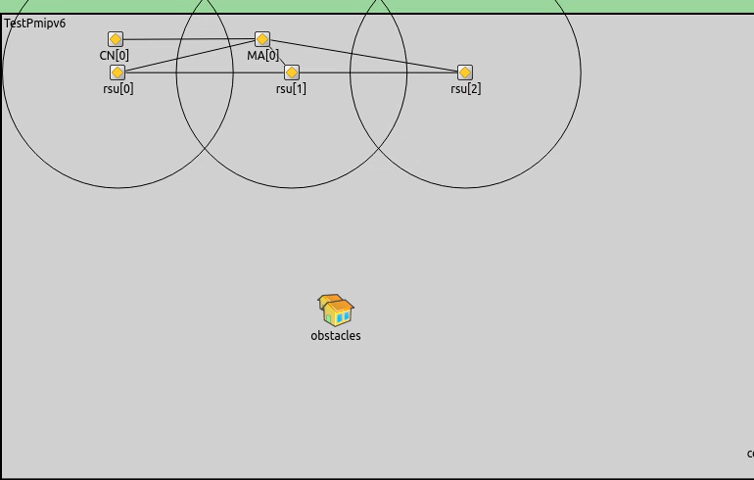 TestPmipv6
CN[0]
MA[0]
rsu[0]
rsu[1]
rsu[2]
obstacles